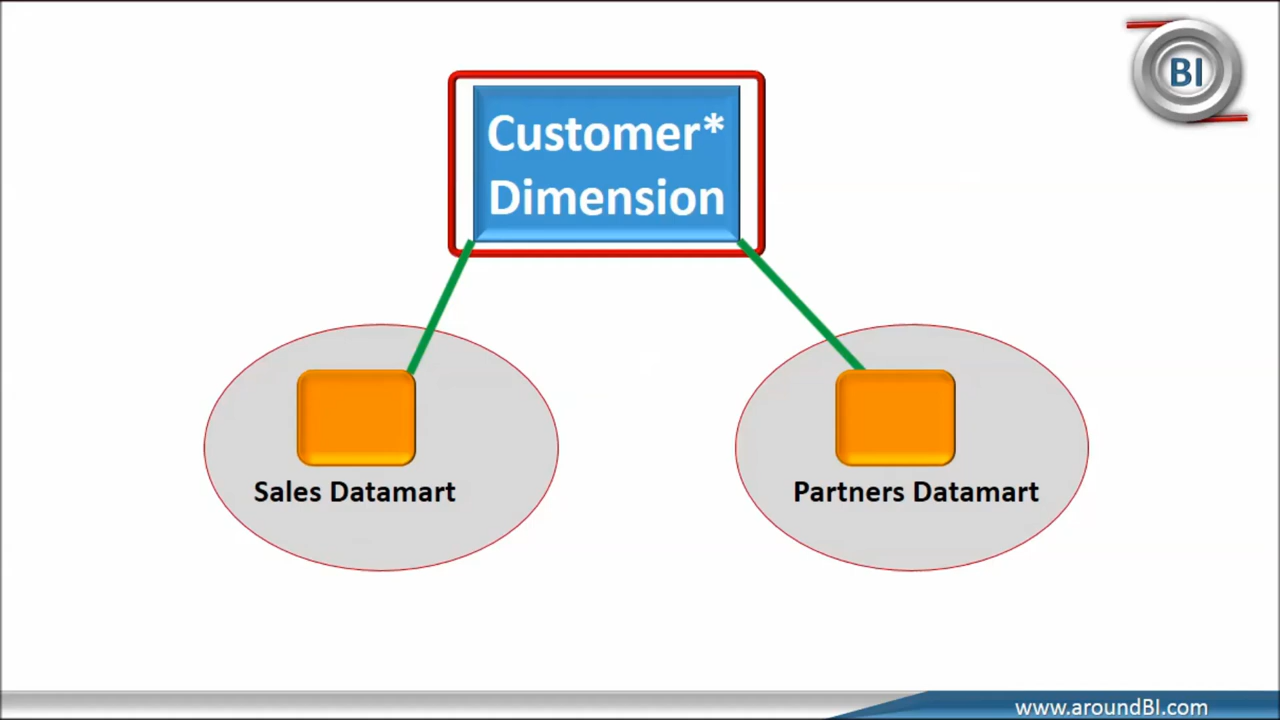 BI
Customer*
Dimension
Sales Datamart
Partners Datamart
www.aroundBI.com